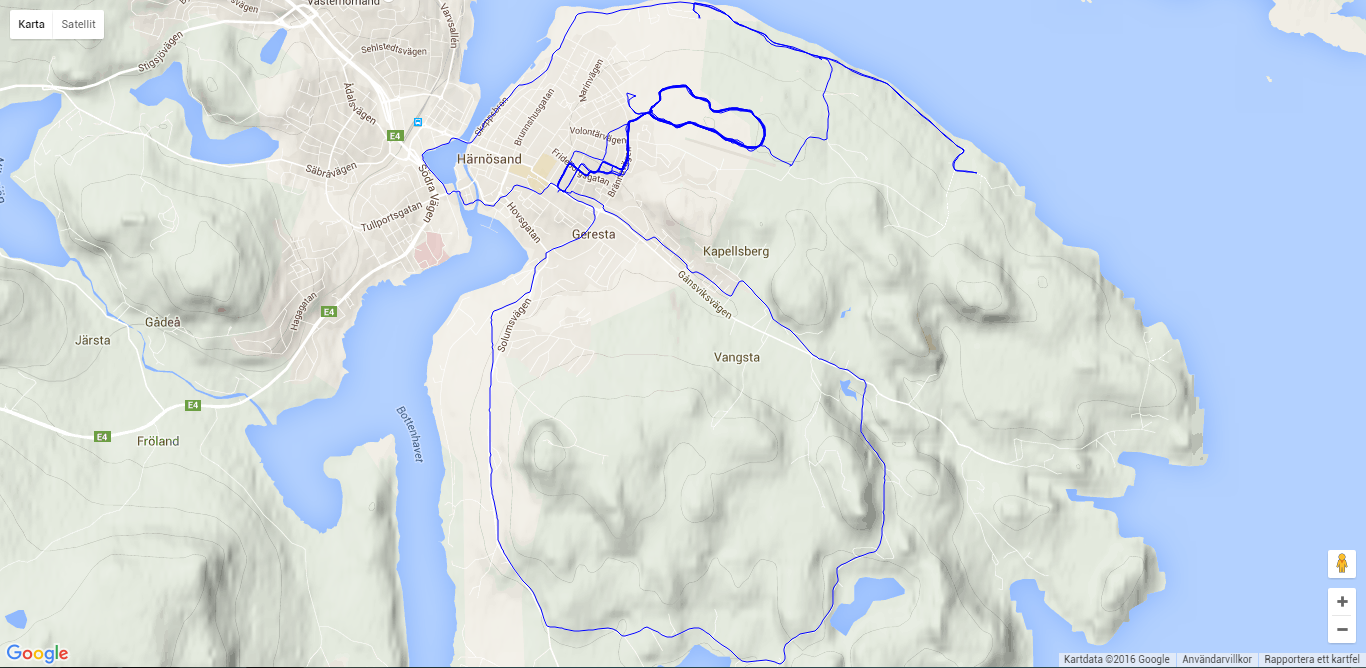 Karta
Satellit
Västernorrland
Varvsallén
Sehlstedtsvägen
Stigsjövägen
Ådalsvägen
Marinvägen
Skeppsbron
Brunnshusgatan
E4
Volontärvägen
Härnösand
Säbråvägen
Södra Vägen
Tullportsgatan
Hovsgatan
Geresta
Kapellsberg
Gånsviksvägen
Hagagatan
E4
Solumsvägen
Gådeå
Järsta
Vangsta
E4
E4
Fröland
Bottenhavet
Google
Kartdata ©2016 Google
Användarvillkor
Rapportera ett kartfel